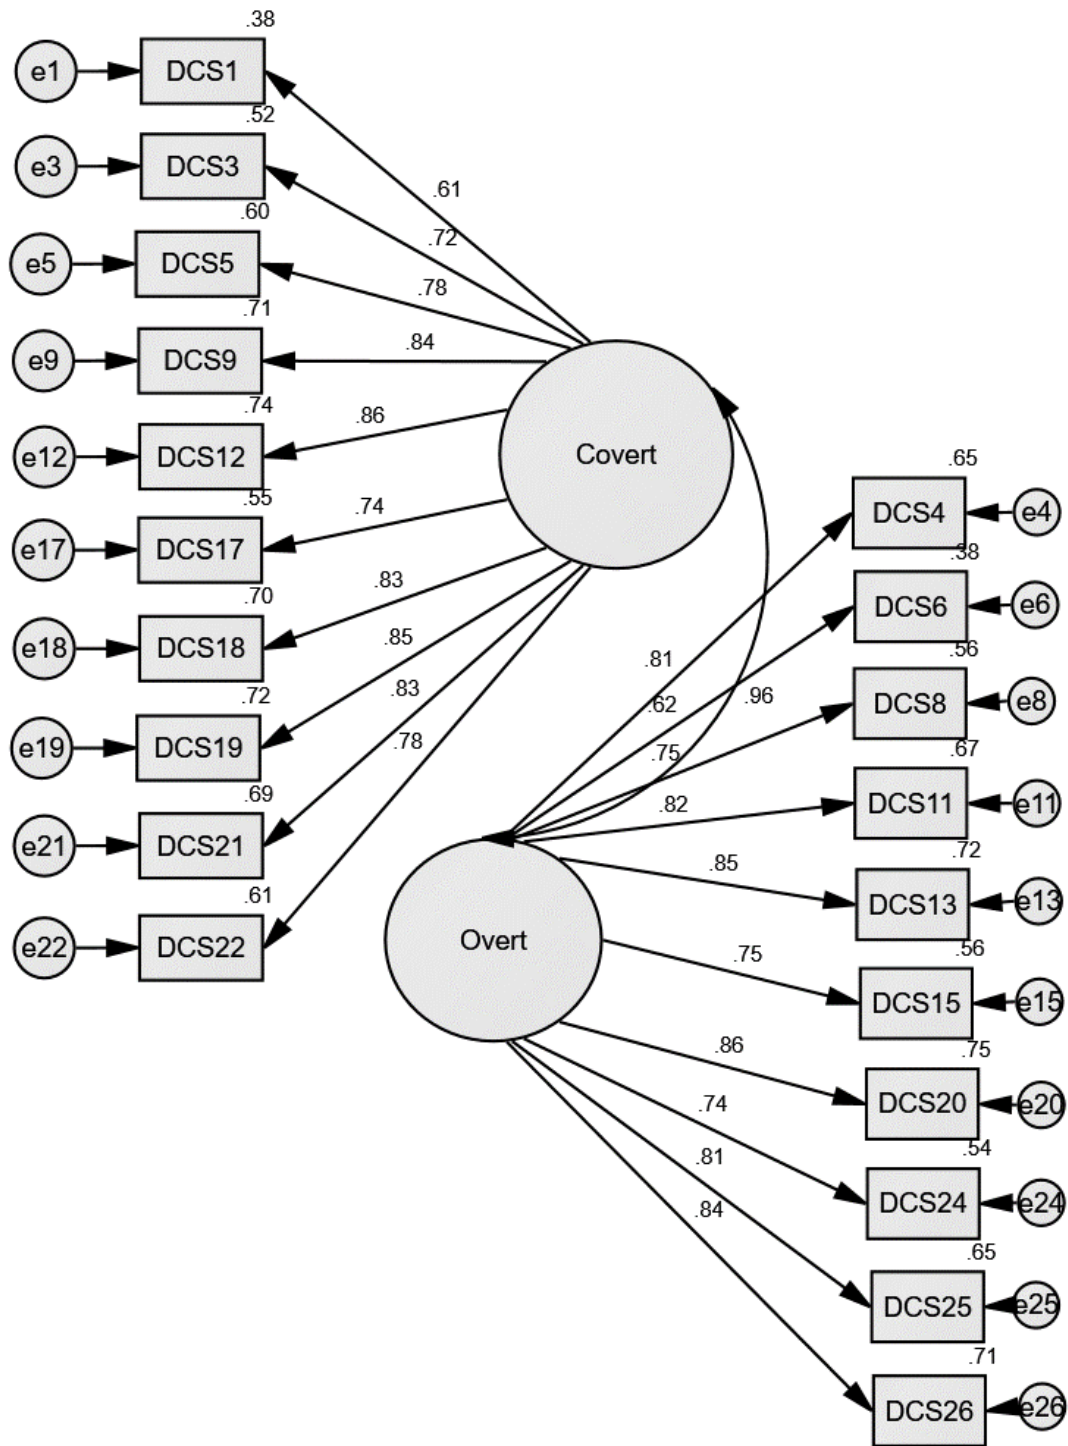 .38
e1 DCS1
.52
e3 DCS3
.61
.60
.72
e5 DCS5
.78
.71
e9 DCS9
.84
.74
.86
e12 DCS12
Covert
.55
.74
e17 DCS17
.70
.83
e18 DCS18
.85
.72
.83
e19 DCS19
.78
.69
e21 DCS21
.61
e22 DCS22
.65
DCS4 e4
.38
DCS6 e6
.56
.81
.62
.96
DCS8 e8
.75
.67
.82
DCS11 e11
.72
.85
DCS13 e13
Overt
.56
.75
DCS15 e15
.75
.86
DCS20 e20
.54
.74
.81
DCS24 e24
.84
.65
DCS25 e25
.71
DCS26 e26